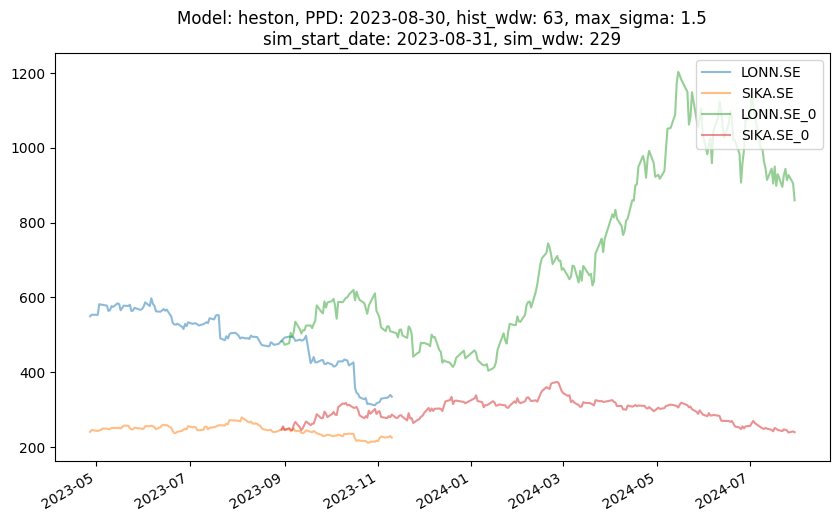 Model: heston, PPD: 2023-08-30, hist_wdw: 63, max_sigma: 1.5
sim_start_date: 2023-08-31, sim_wdw: 229
LONN.SE
SIKA.SE
LONN.SE_0
SIKA.SE_0
1200
1000
800
600
400
200
2023-05
2023-07
2023-09
2023-11
2024-01
2024-03
2024-05
2024-07